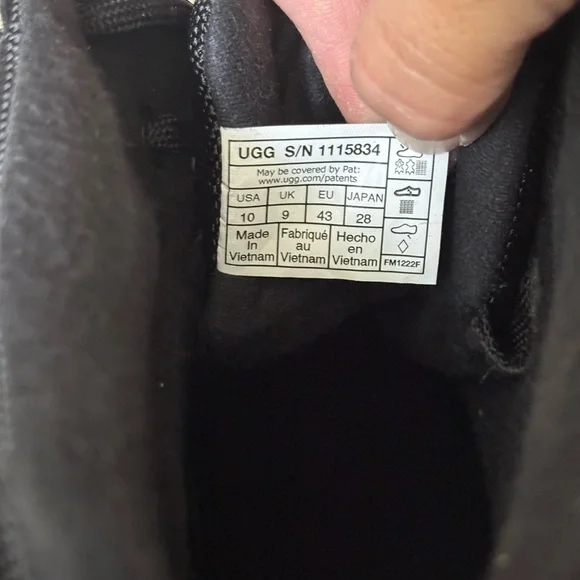 UGG S/N 1115834
May be covered by Pat:
www.ugg.com/patents
USA UK EU JAPAN
10 9 43 28
Made In Vietnam
Fabriqué au Vietnam
Hecho en Vietnam
FM1222F